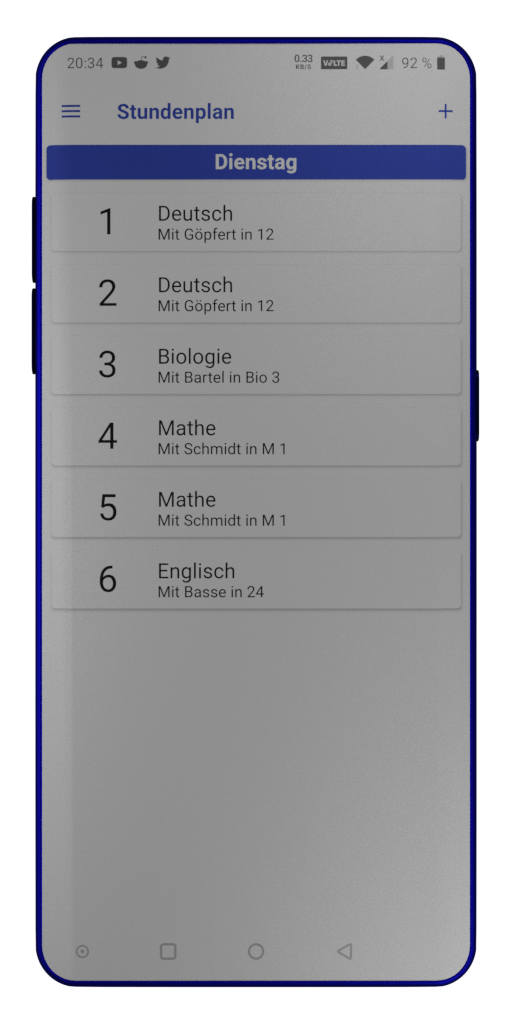 20:34 0.33 KB/S VoLTE x 92 %
Stundenplan +
Dienstag
1 Deutsch
Mit Göpfert in 12
2 Deutsch
Mit Göpfert in 12
3 Biologie
Mit Bartel in Bio 3
4 Mathe
Mit Schmidt in M 1
5 Mathe
Mit Schmidt in M 1
6 Englisch
Mit Basse in 24